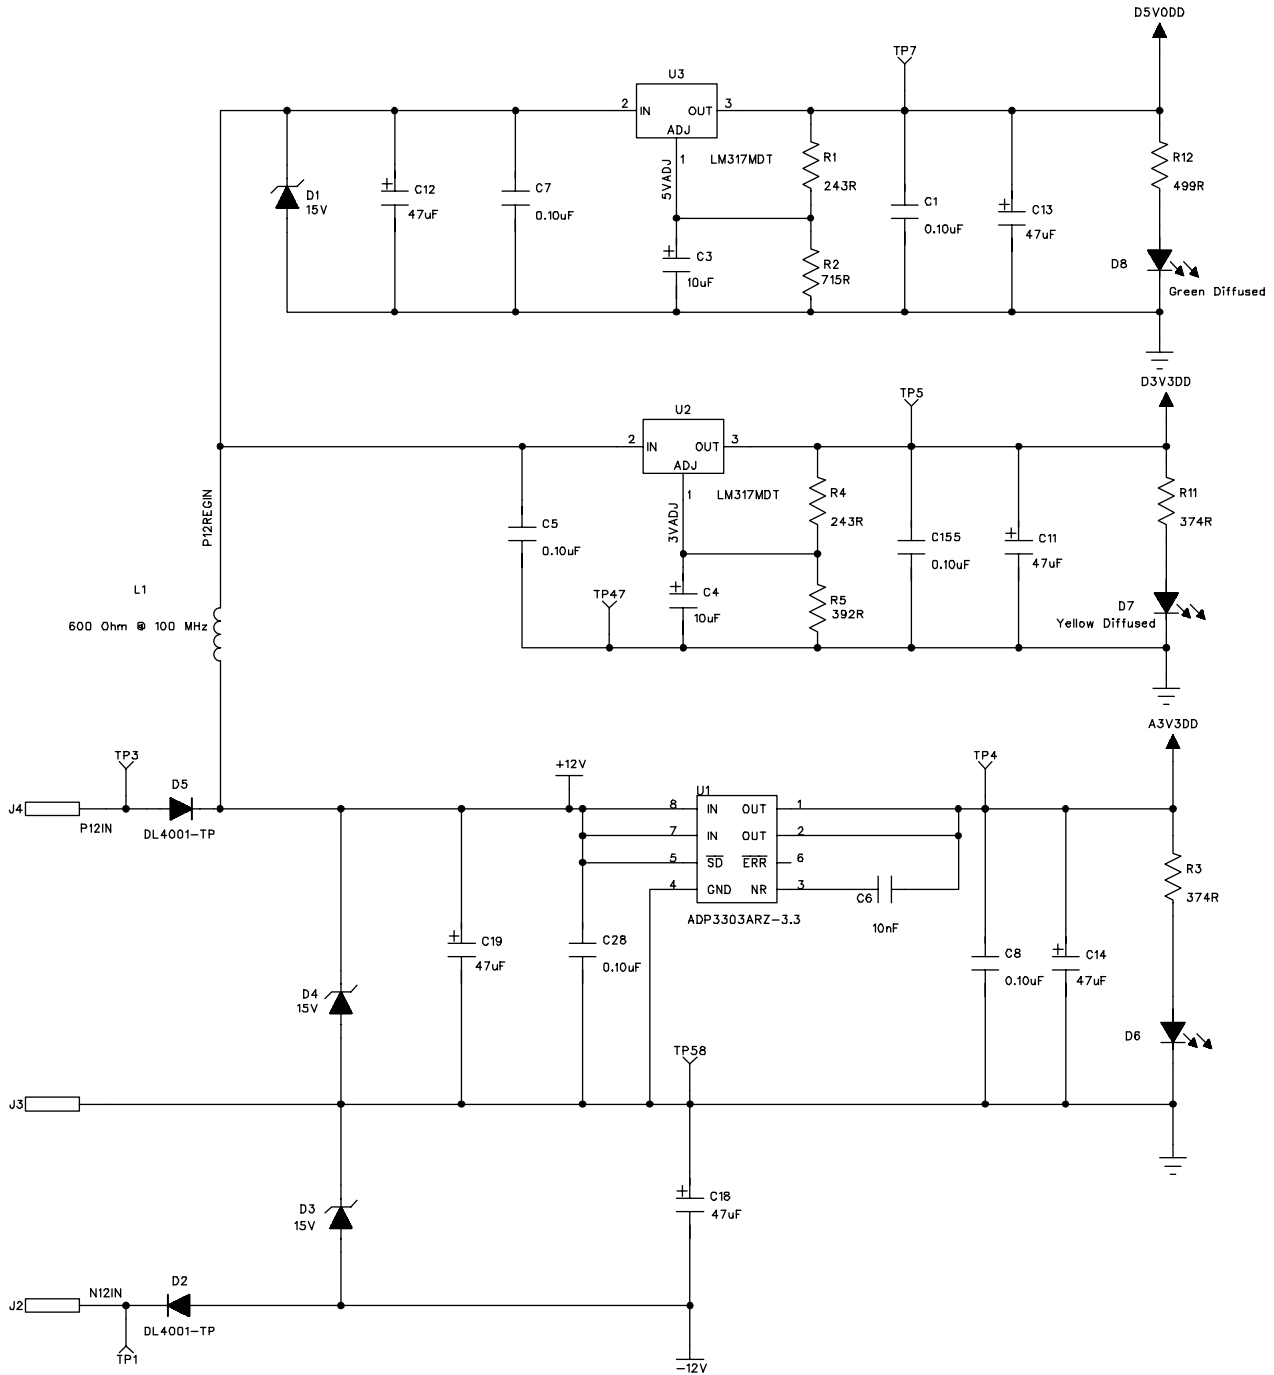 D5V0DD
TP7
U3
2 IN OUT 3
ADJ
1
LM317MDT
5VADJ
D1
15V
C12
47uF
C7
0.10uF
R1
243R
C3
10uF
R2
715R
C1
0.10uF
C13
47uF
R12
499R
D8
Green Diffused
D3V3DD
TP5
U2
2 IN OUT 3
ADJ
1
LM317MDT
3VADJ
P12REGIN
C5
0.10uF
R4
243R
C155
0.10uF
C11
47uF
R11
374R
L1
600 Ohm @ 100 MHz
TP47
C4
10uF
R5
392R
D7
Yellow Diffused
A3V3DD
TP3
D5
J4
P12IN
DL4001-TP
+12V
U1
8 IN OUT 1
7 IN OUT 2
5 SD ERR 6
4 GND NR 3
ADP3303ARZ-3.3
C6
10nF
TP4
R3
374R
C19
47uF
C28
0.10uF
C8
0.10uF
C14
47uF
D4
15V
D6
TP58
J3
D3
15V
C18
47uF
J2
N12IN
D2
DL4001-TP
TP1
-12V